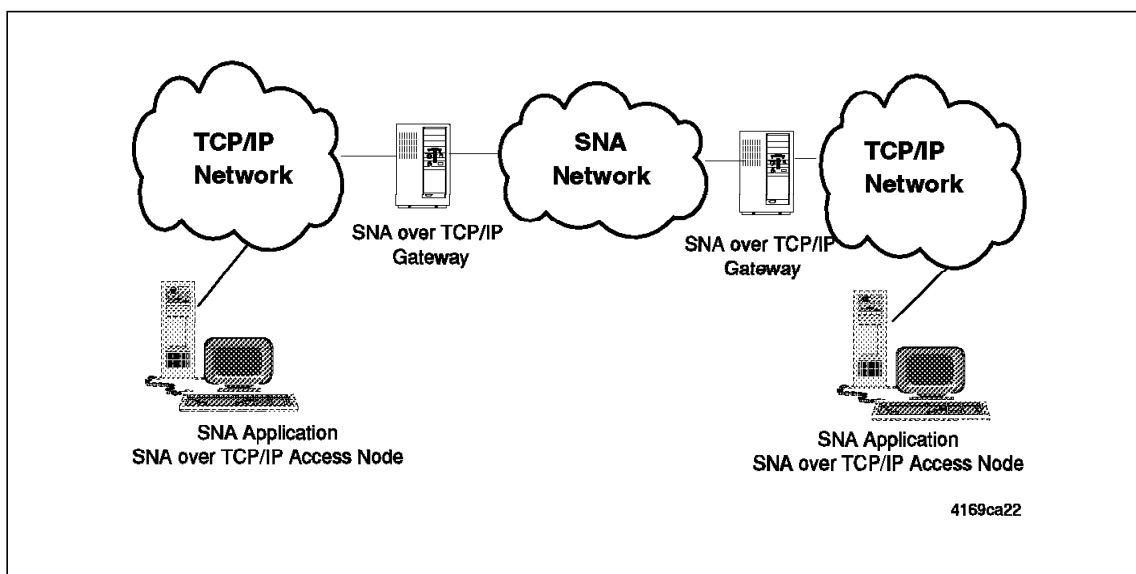 TCP/IP
Network
SNA over TCP/IP
Gateway
SNA
Network
SNA over TCP/IP
Gateway
TCP/IP
Network
SNA Application
SNA over TCP/IP Access Node
SNA Application
SNA over TCP/IP Access Node
4169ca22